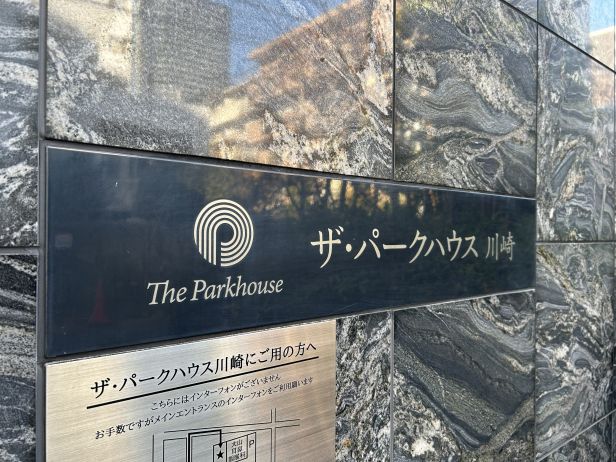 The Parkhouse
ザ・パークハウス 川崎
ザ・パークハウス川崎にご用の方へ
こちらにはインターフォンがございません
お手数ですがメインエントランスのインターフォンをご利用願います
P